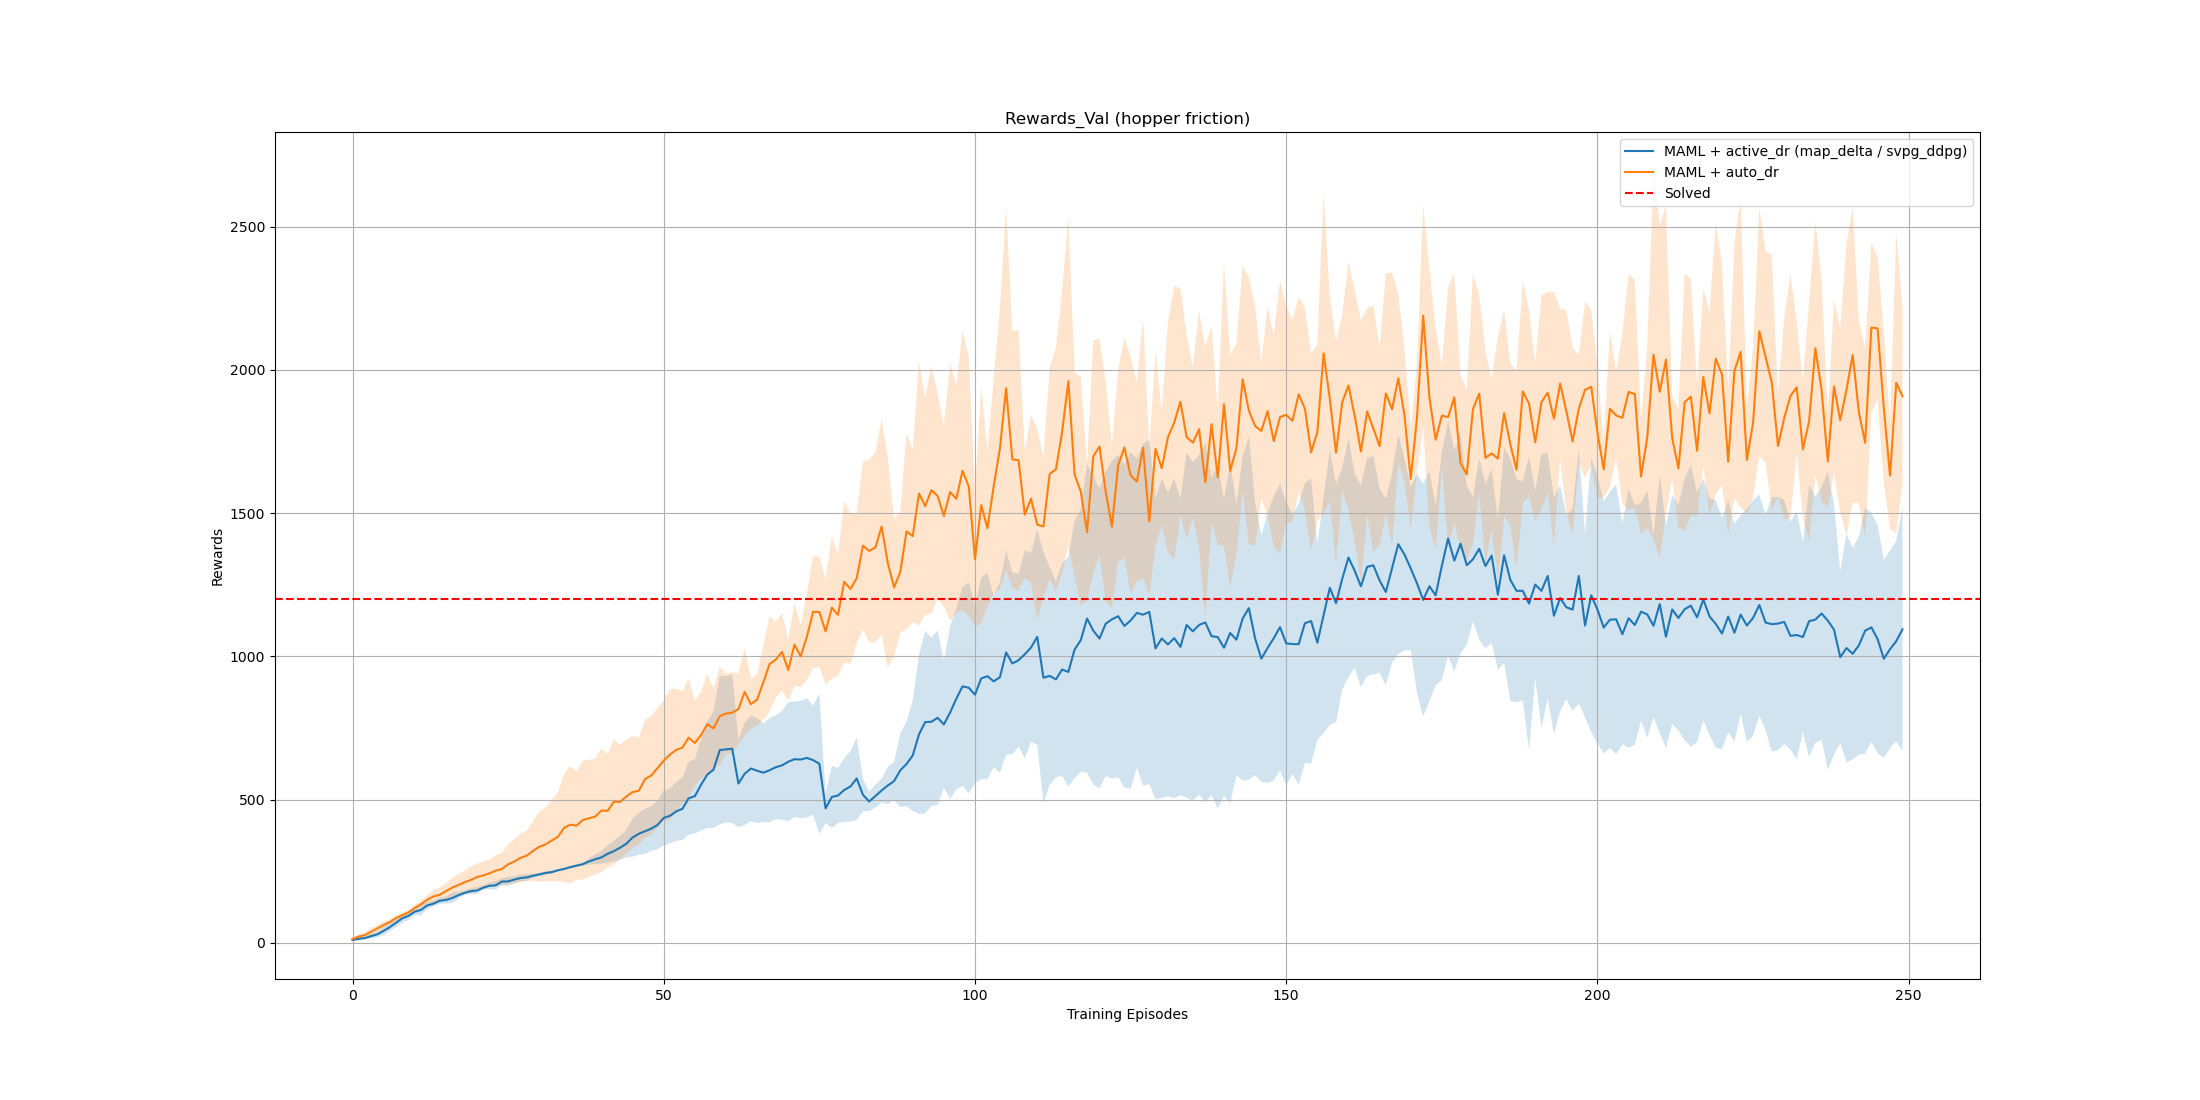 Rewards_Val (hopper friction)
MAML + active_dr (map_delta / svpg_ddpg)
MAML + auto_dr
Solved
2500
2000
1500
1000
500
0
Rewards
0 50 100 150 200 250
Training Episodes